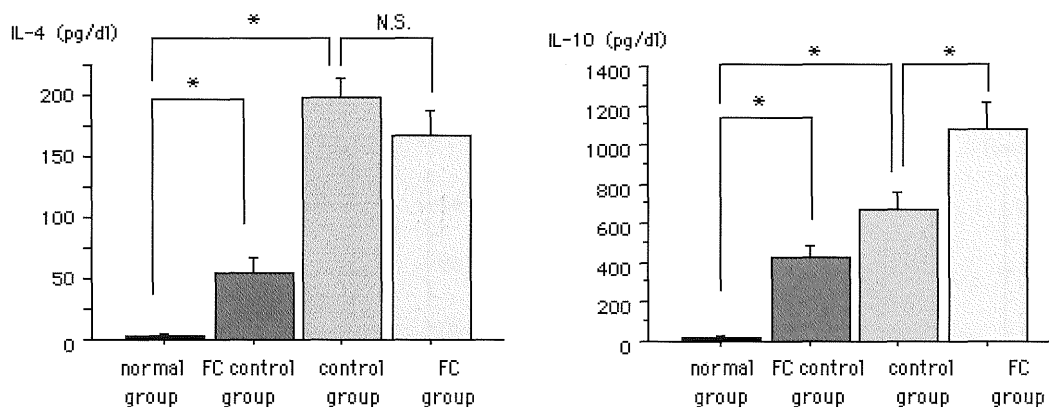 IL-4 (pg/dl)
*
N.S.
*
200
150
100
50
0
normal group
FC control group
control group
FC group
IL-10 (pg/dl)
*
*
*
1400
1200
1000
800
600
400
200
0
normal group
FC control group
control group
FC group